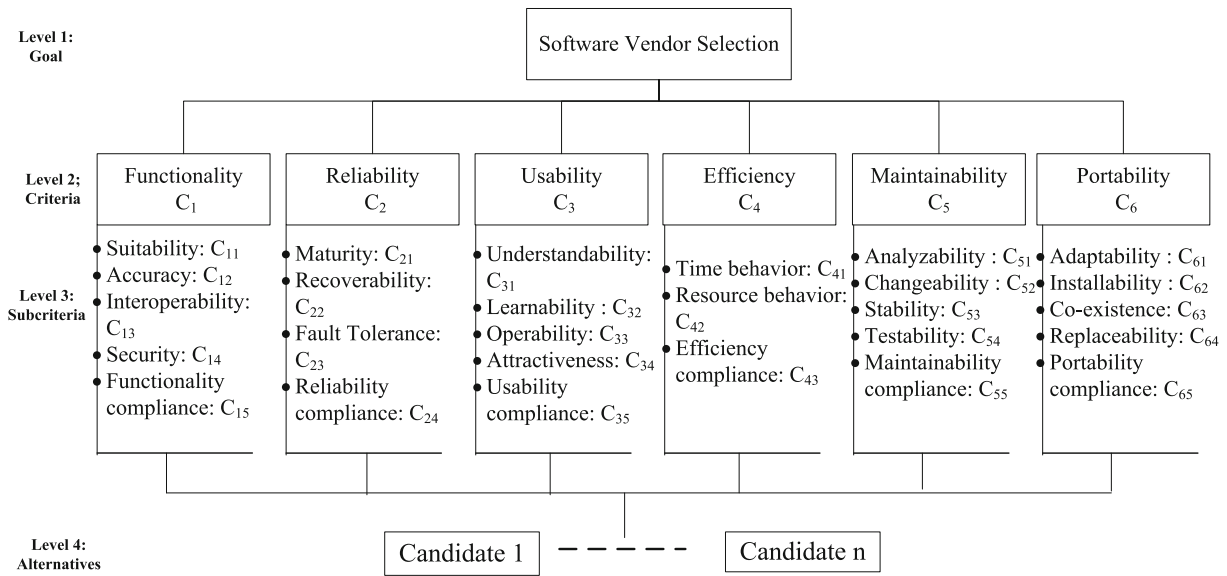 Level 1:
Goal
Software Vendor Selection
Level 2;
Criteria
Functionality
C₁
Reliability
C₂
Usability
C₃
Efficiency
C₄
Maintainability
C₅
Portability
C₆
Level 3:
Subcriteria
• Suitability: C₁₁
• Accuracy: C₁₂
• Interoperability:
C₁₃
• Security: C₁₄
• Functionality
compliance: C₁₅
• Maturity: C₂₁
• Recoverability:
C₂₂
• Fault Tolerance:
C₂₃
• Reliability
compliance: C₂₄
• Understandability:
C₃₁
• Learnability : C₃₂
• Operability: C₃₃
• Attractiveness: C₃₄
• Usability
compliance: C₃₅
• Time behavior: C₄₁
• Resource behavior:
C₄₂
• Efficiency
compliance: C₄₃
• Analyzability : C₅₁
• Changeability : C₅₂
• Stability: C₅₃
• Testability: C₅₄
• Maintainability
compliance: C₅₅
• Adaptability : C₆₁
• Installability: C₆₂
• Co-existence: C₆₃
• Replaceability: C₆₄
• Portability
compliance: C₆₅
Level 4:
Alternatives
Candidate 1
Candidate n